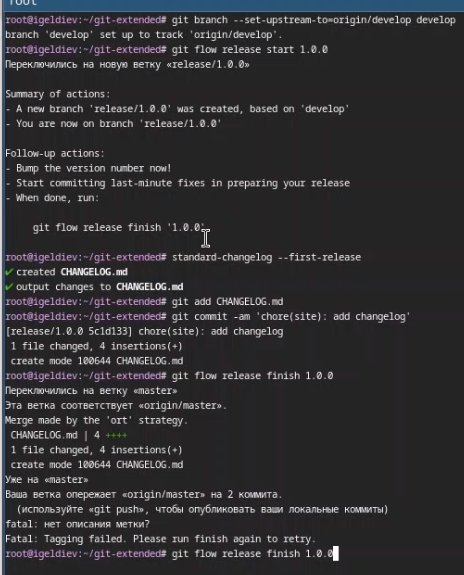 root
root@igeldiev:~/git-extended# git branch --set-upstream-to=origin/develop develop
branch 'develop' set up to track 'origin/develop'.
root@igeldiev:~/git-extended# git flow release start 1.0.0
Переключились на новую ветку «release/1.0.0»
Summary of actions:
- A new branch 'release/1.0.0' was created, based on 'develop'
- You are now on branch 'release/1.0.0'
Follow-up actions:
- Bump the version number now!
- Start committing last-minute fixes in preparing your release
- When done, run:
git flow release finish '1.0.0'
root@igeldiev:~/git-extended# standard-changelog --first-release
✔ created CHANGELOG.md
✔ output changes to CHANGELOG.md
root@igeldiev:~/git-extended# git add CHANGELOG.md
root@igeldiev:~/git-extended# git commit -am 'chore(site): add changelog'
[release/1.0.0 5c1d133] chore(site): add changelog
1 file changed, 4 insertions(+)
create mode 100644 CHANGELOG.md
root@igeldiev:~/git-extended# git flow release finish 1.0.0
Переключились на ветку «master»
Эта ветка соответствует «origin/master».
Merge made by the 'ort' strategy.
CHANGELOG.md | 4 ++++
1 file changed, 4 insertions(+)
create mode 100644 CHANGELOG.md
Уже на «master»
Ваша ветка опережает «origin/master» на 2 коммита.
(используйте «git push», чтобы опубликовать ваши локальные коммиты)
fatal: нет описания метки?
Fatal: Tagging failed. Please run finish again to retry.
root@igeldiev:~/git-extended# git flow release finish 1.0.0